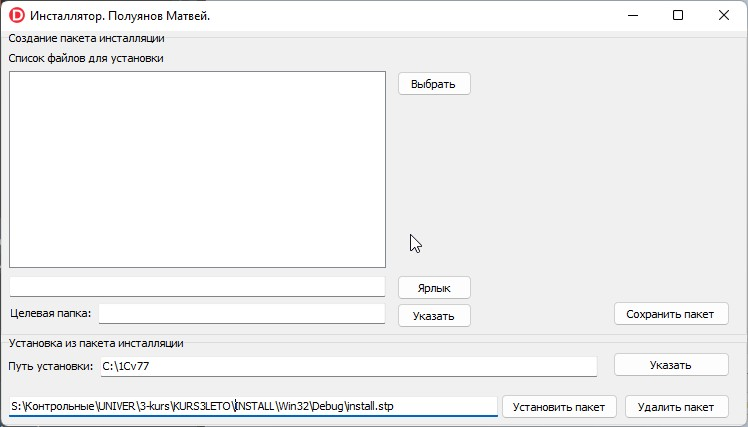 Инсталлятор. Полуянов Матвей.
Создание пакета инсталляции
Список файлов для установки
Выбрать
Ярлык
Целевая папка:
Указать
Сохранить пакет
Установка из пакета инсталляции
Путь установки: C:\1Cv77
Указать
S:\Контрольные\UNIVER\3-kurs\KURS3LETO\INSTALL\Win32\Debug\install.stp
Установить пакет
Удалить пакет